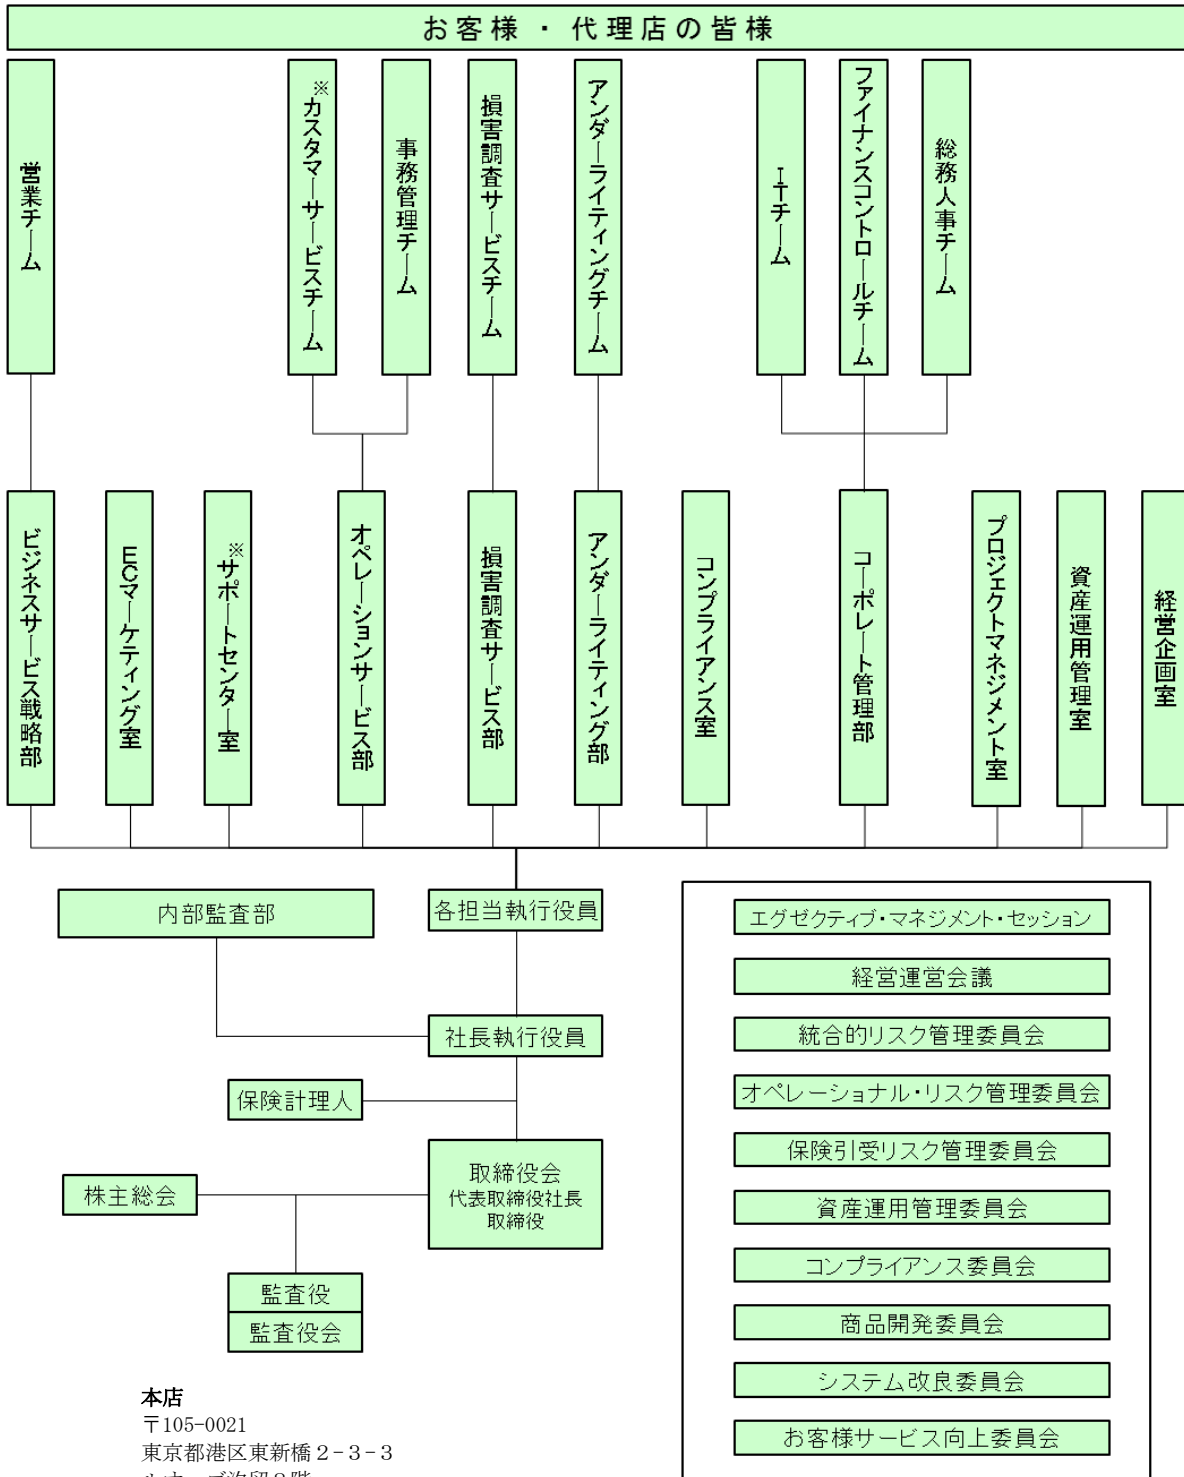 お客様・代理店の皆様
営業チーム
※カスタマーサービスチーム
事務管理チーム
損害調査サービスチーム
アンダーライティングチーム
ITチーム
ファイナンスコントロールチーム
総務人事チーム
ビジネスサービス戦略部
ECマーケティング室
※サポートセンター室
オペレーションサービス部
損害調査サービス部
アンダーライティング部
コンプライアンス室
コーポレート管理部
プロジェクトマネジメント室
資産運用管理室
経営企画室
内部監査部
各担当執行役員
社長執行役員
保険計理人
取締役会
代表取締役社長
取締役
株主総会
監査役
監査役会
エグゼクティブ・マネジメント・セッション
経営運営会議
統合的リスク管理委員会
オペレーショナル・リスク管理委員会
保険引受リスク管理委員会
資産運用管理委員会
コンプライアンス委員会
商品開発委員会
システム改良委員会
お客様サービス向上委員会
本店
〒105-0021
東京都港区東新橋２-３-３